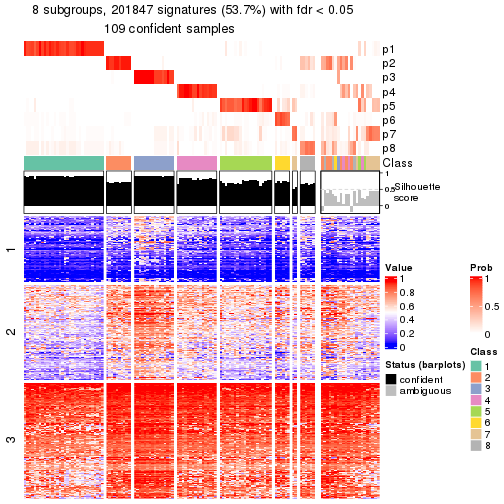 8 subgroups, 201847 signatures (53.7%) with fdr < 0.05
109 confident samples
p1
p2
p3
p4
p5
p6
p7
p8
Class
1
0.5
0
Silhouette
score
1
2
3
Value
1
0.8
0.6
0.4
0.2
0
Prob
1
0.5
0
Status (barplots)
confident
ambiguous
Class
1
2
3
4
5
6
7
8